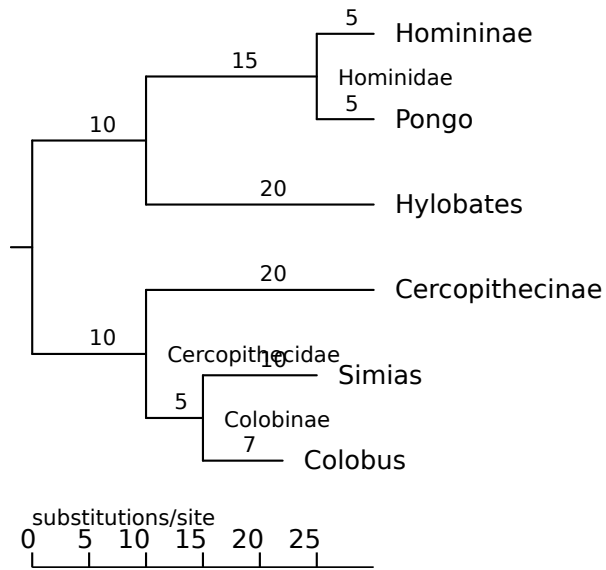 5
Homininae
15
Hominidae
5
Pongo
10
20
Hylobates
20
Cercopithecinae
10
Cercopithecidae
10
Simias
5
Colobinae
7
Colobus
substitutions/site
0 5 10 15 20 25